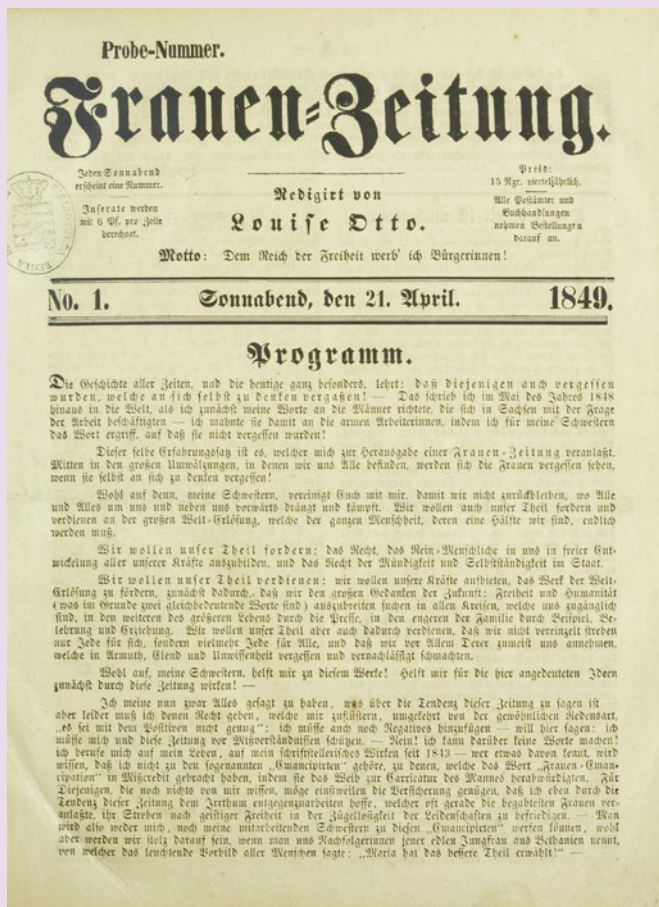 Probe-Nummer.
Frauen-Zeitung.
Jeden Sonnabend
erscheint eine Nummer.
Inserate werden
mit 6 Pf. pro Zeile
berechnet.
Redigirt von
Louise Otto.
Preis:
15 Ngr. vierteljährlich.
Alle Postämter und
Buchhandlungen
nehmen Bestellungen
darauf an.
Motto: Dem Reich der Freiheit werb' ich Bürgerinnen!
No. 1.
Sonnabend, den 21. April.
1849.
Programm.
Die Geschichte aller Zeiten, und die heutige ganz besonders, lehrt: daß diejenigen auch vergessen
wurden, welche an sich selbst zu denken vergaßen! — Das schrieb ich im Mai des Jahres 1848
hinaus in die Welt, als ich zunächst meine Worte an die Männer richtete, die sich in Sachsen mit der Frage
der Arbeit beschäftigten — ich mahnte sie damit an die armen Arbeiterinnen, indem ich für meine Schwestern
das Wort ergriff, auf daß sie nicht vergessen wurden!
Dieser selbe Erfahrungssatz ist es, welcher mich zur Herausgabe einer Frauen-Zeitung veranlaßt.
Mitten in den großen Umwälzungen, in denen wir uns Alle befinden, werden sich die Frauen vergessen sehen,
wenn sie selbst an sich zu denken vergessen!
Wohl auf denn, meine Schwestern, vereinigt Euch mit mir, damit wir nicht zurückbleiben, wo Alle
und Alles um uns und neben uns vorwärts drängt und kämpft. Wir wollen auch unser Theil fordern und
verdienen an der großen Welt-Erlösung, welche der ganzen Menschheit, deren eine Hälfte wir sind, endlich
werden muß.
Wir wollen unser Theil fordern: das Recht, das Rein-Menschliche in uns in freier Ent-
wickelung aller unserer Kräfte auszubilden, und das Recht der Mündigkeit und Selbstständigkeit im Staat.
Wir wollen unser Theil verdienen: wir wollen unsere Kräfte aufbieten, das Werk der Welt-
Erlösung zu fördern, zunächst dadurch, daß wir den großen Gedanken der Zukunft: Freiheit und Humanität
(was im Grunde zwei gleichbedeutende Worte sind) auszubreiten suchen in allen Kreisen, welche uns zugänglich
sind, in den weiteren des größeren Lebens durch die Presse, in den engeren der Familie durch Beispiel, Be-
lehrung und Erziehung. Wir wollen unser Theil aber auch dadurch verdienen, daß wir nicht vereinzelt streben
nur Jede für sich, sondern vielmehr Jede für Alle, und daß wir vor Allem Derer zumeist uns annehmen,
welche in Armuth, Elend und Unwissenheit vergessen und vernachlässigt schmachten.
Wohl auf, meine Schwestern, helft mir zu diesem Werke! Helft mir für die hier angedeuteten Ideen
zunächst durch diese Zeitung wirken! —
Ich meine nun zwar Alles gesagt zu haben, was über die Tendenz dieser Zeitung zu sagen ist —
aber leider muß ich denen Recht geben, welche mir zuflüstern, umgekehrt von der gewöhnlichen Redensart,
„es sei mit dem Positiven nicht genug“: ich müsse auch noch Negatives hinzufügen — will hier sagen: ich
müsse mich und diese Zeitung vor Mißverständnissen schützen. — Nein! ich kann darüber keine Worte machen!
ich berufe mich auf mein Leben, auf mein schriftstellerisches Wirken seit 1843 — wer etwas davon kennt, wird
wissen, daß ich nicht zu den sogenannten „Emancipirten“ gehöre, zu denen, welche das Wort „Frauen-Eman-
cipation“ in Mißcredit gebracht haben, indem sie das Weib zur Carricatur des Mannes herabwürdigten. Für
Diejenigen, die noch nichts von mir wissen, möge einstweilen die Versicherung genügen, daß ich eben durch die
Tendenz dieser Zeitung dem Irrthum entgegenzuarbeiten hoffe, welcher oft gerade die begabtesten Frauen ver-
anlaßte, ihr Streben nach geistiger Freiheit in der Zügellosigkeit der Leidenschaften zu befriedigen. — Man
wird also weder mich, noch meine mitarbeitenden Schwestern zu diesen „Emancipirten“ werfen können, wohl
aber werden wir stolz darauf sein, wenn man uns Nachfolgerinnen jener edlen Jungfrau aus Bethanien nennt,
von welcher das leuchtende Vorbild aller Menschen sagte: „Maria hat das bessere Theil erwählt!“ —